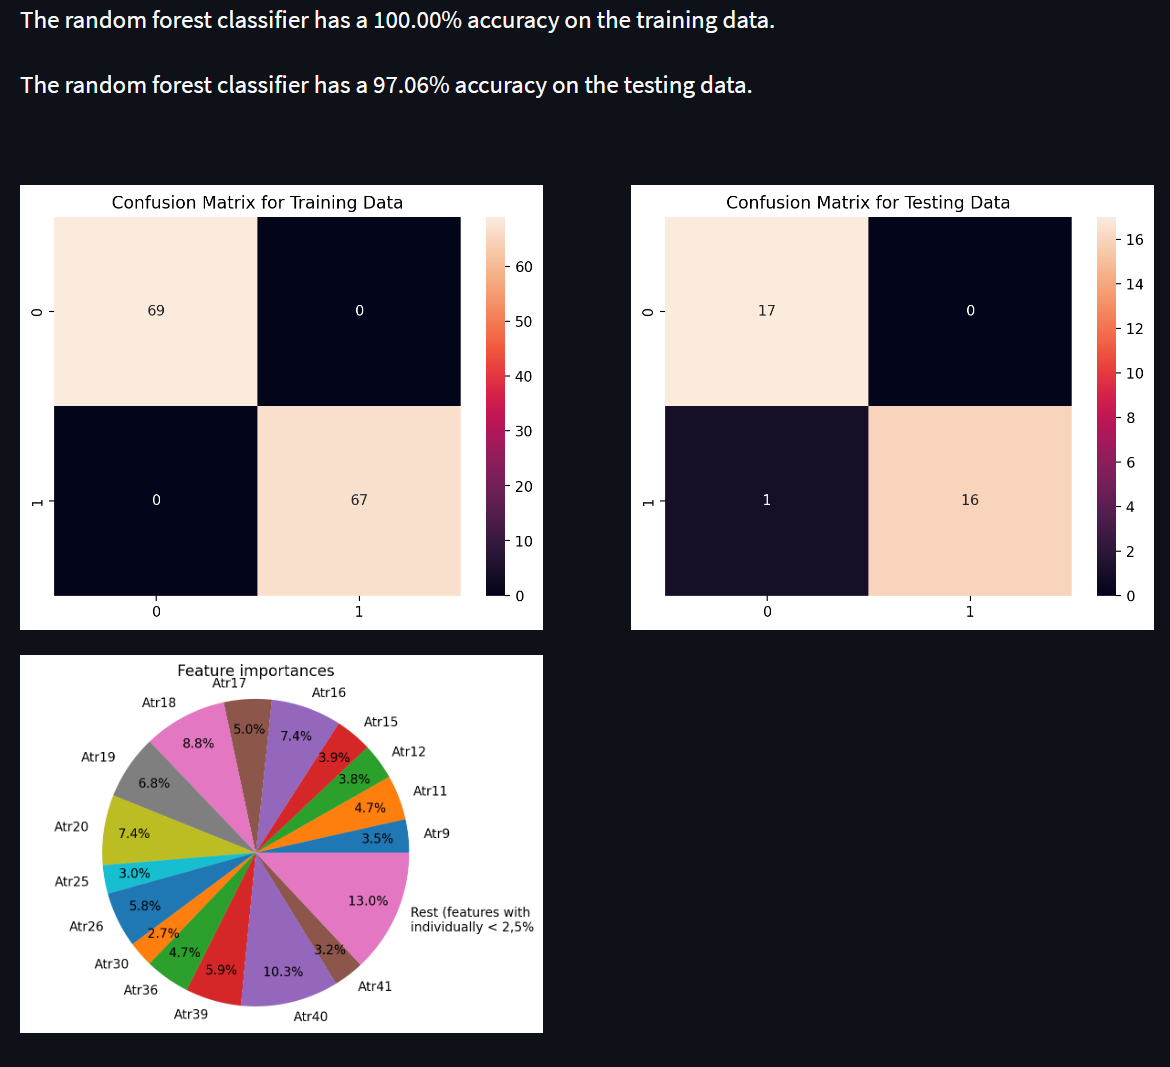 The random forest classifier has a 100.00% accuracy on the training data.
The random forest classifier has a 97.06% accuracy on the testing data.
Confusion Matrix for Training Data
0
69
0
1
0
67
0
1
60
50
40
30
20
10
0
Confusion Matrix for Testing Data
0
17
0
1
1
16
0
1
16
14
12
10
8
6
4
2
0
Feature importances
Atr17
5.0%
Atr16
7.4%
Atr15
3.9%
Atr12
3.8%
Atr11
4.7%
Atr9
3.5%
Atr18
8.8%
Atr19
6.8%
Atr20
7.4%
Atr25
3.0%
Atr26
5.8%
Atr30
2.7%
Atr36
4.7%
Atr39
5.9%
Atr40
10.3%
Atr41
3.2%
13.0%
Rest (features with
individually < 2,5%